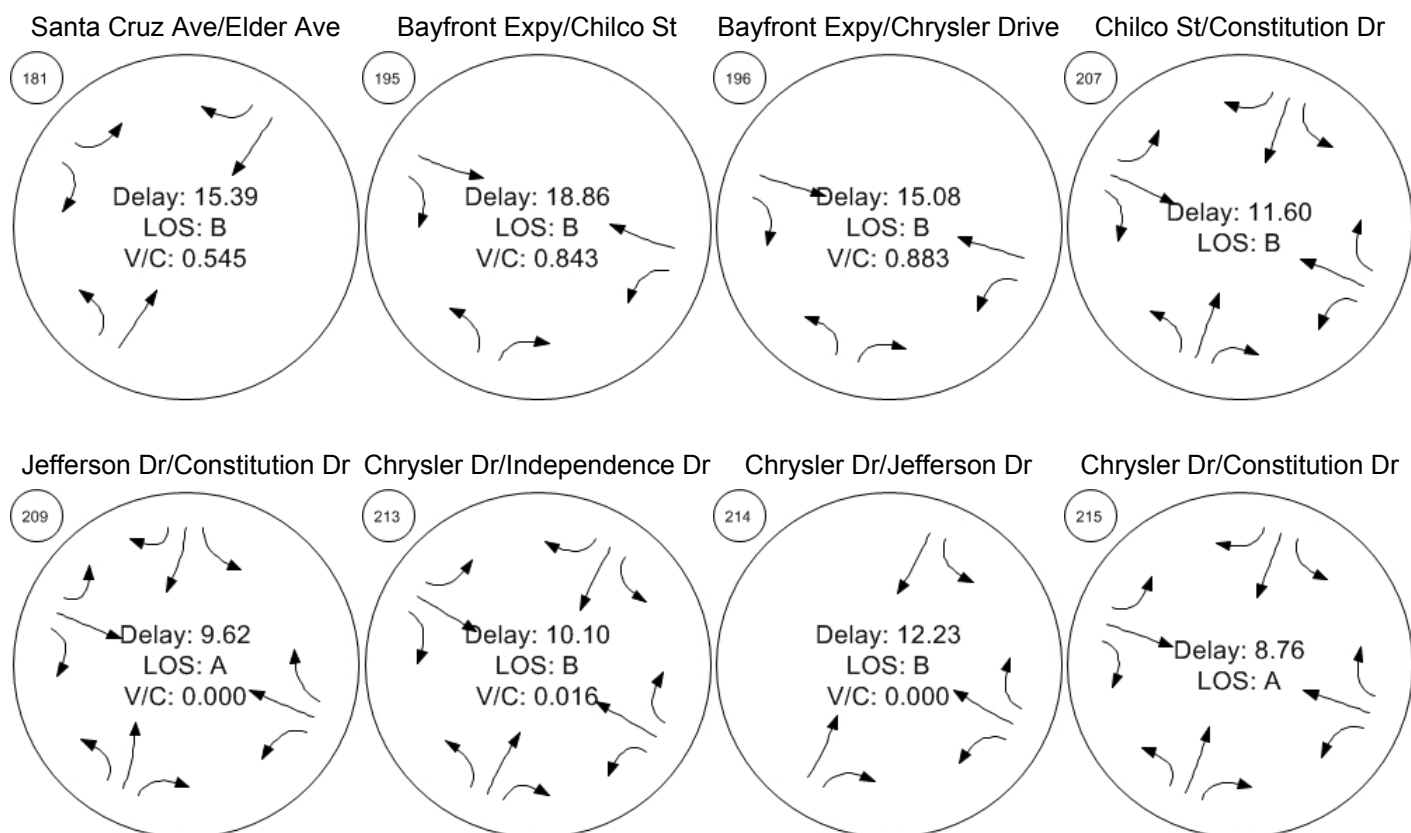 Santa Cruz Ave/Elder Ave
181
Delay: 15.39
LOS: B
V/C: 0.545
Bayfront Expy/Chilco St
195
Delay: 18.86
LOS: B
V/C: 0.843
Bayfront Expy/Chrysler Drive
196
Delay: 15.08
LOS: B
V/C: 0.883
Chilco St/Constitution Dr
207
Delay: 11.60
LOS: B
Jefferson Dr/Constitution Dr
209
Delay: 9.62
LOS: A
V/C: 0.000
Chrysler Dr/Independence Dr
213
Delay: 10.10
LOS: B
V/C: 0.016
Chrysler Dr/Jefferson Dr
214
Delay: 12.23
LOS: B
V/C: 0.000
Chrysler Dr/Constitution Dr
215
Delay: 8.76
LOS: A